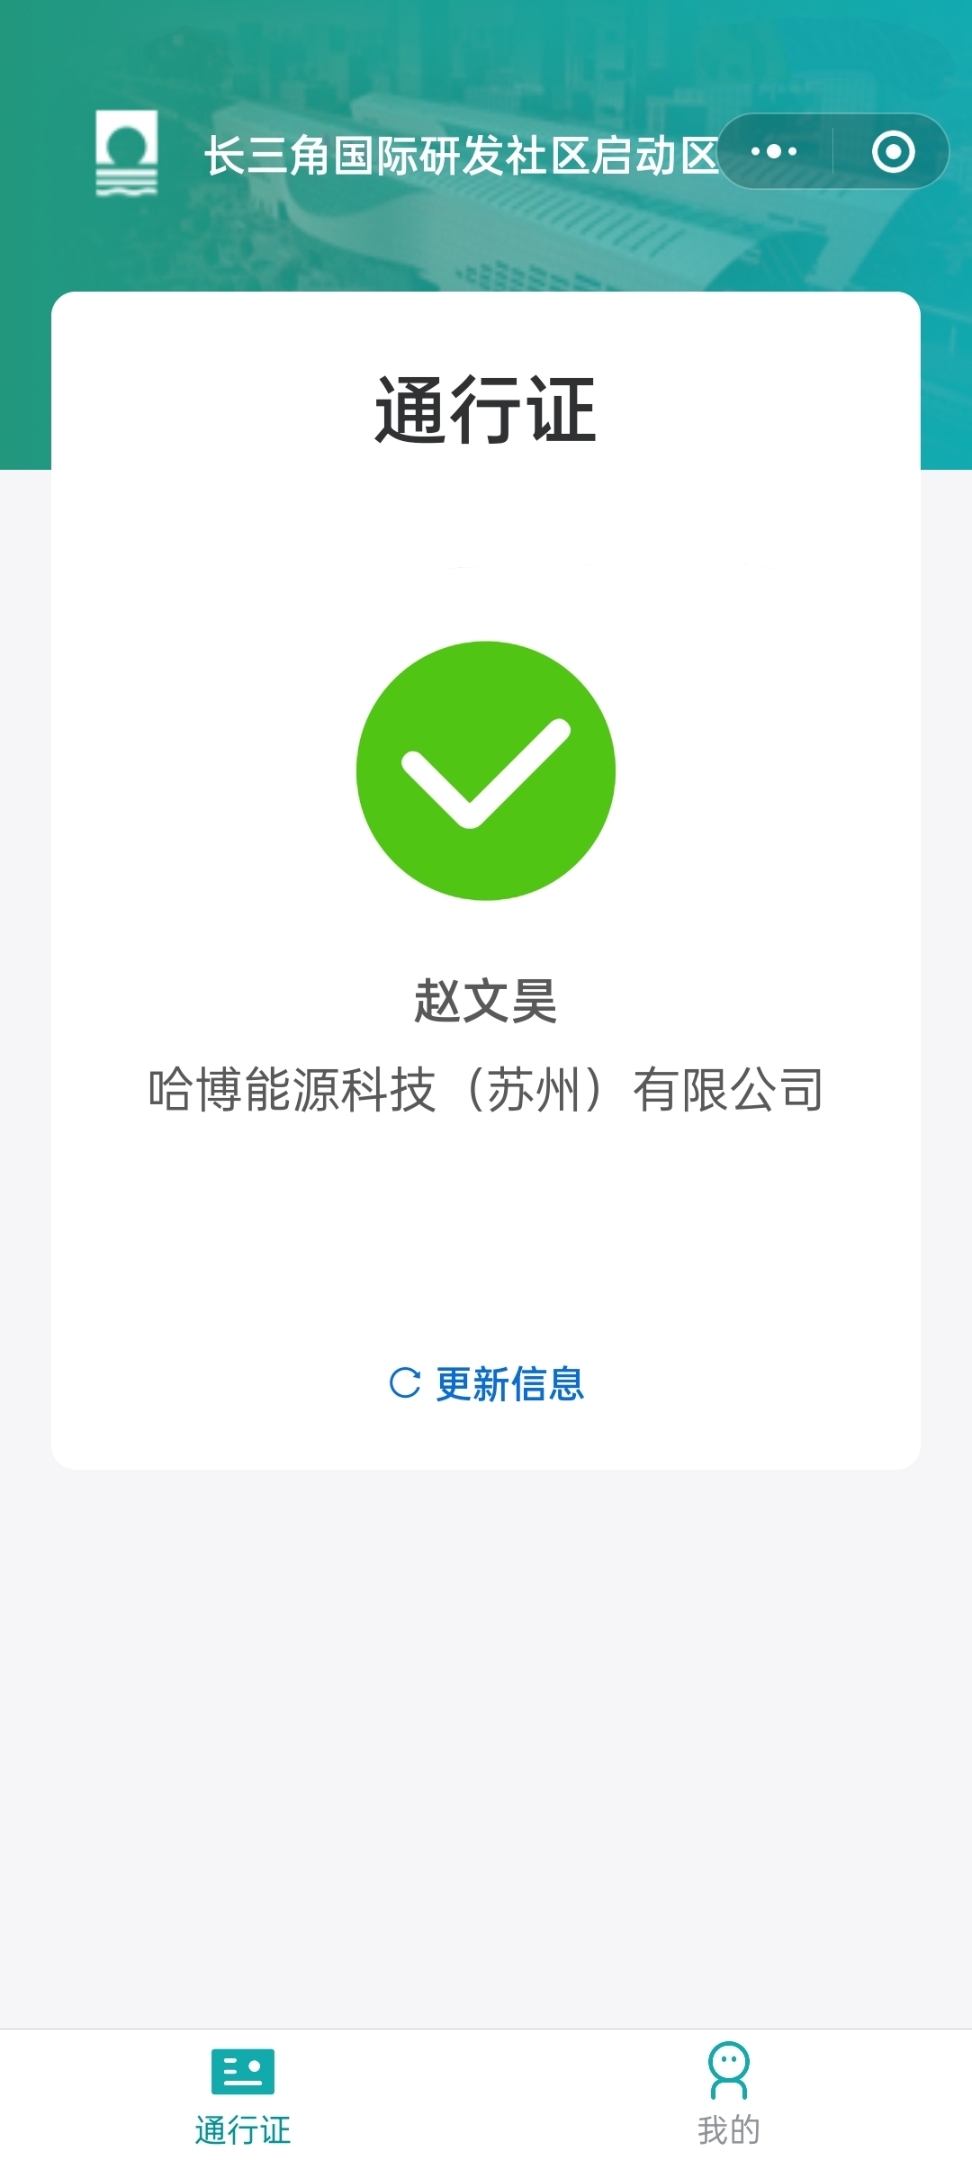 长三角国际研发社区启动区
通行证
赵文昊
哈博能源科技（苏州）有限公司
更新信息
通行证
我的